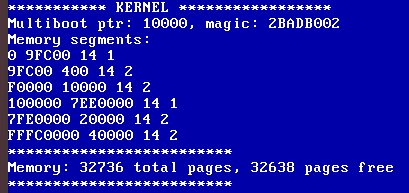 *********** KERNEL *****************
Multiboot ptr: 10000, magic: 2BADB002
Memory segments:
0 9FC00 14 1
9FC00 400 14 2
F0000 10000 14 2
100000 7EE0000 14 1
7FE0000 20000 14 2
FFFC0000 40000 14 2
*************************
Memory: 32736 total pages, 32638 pages free
*************************